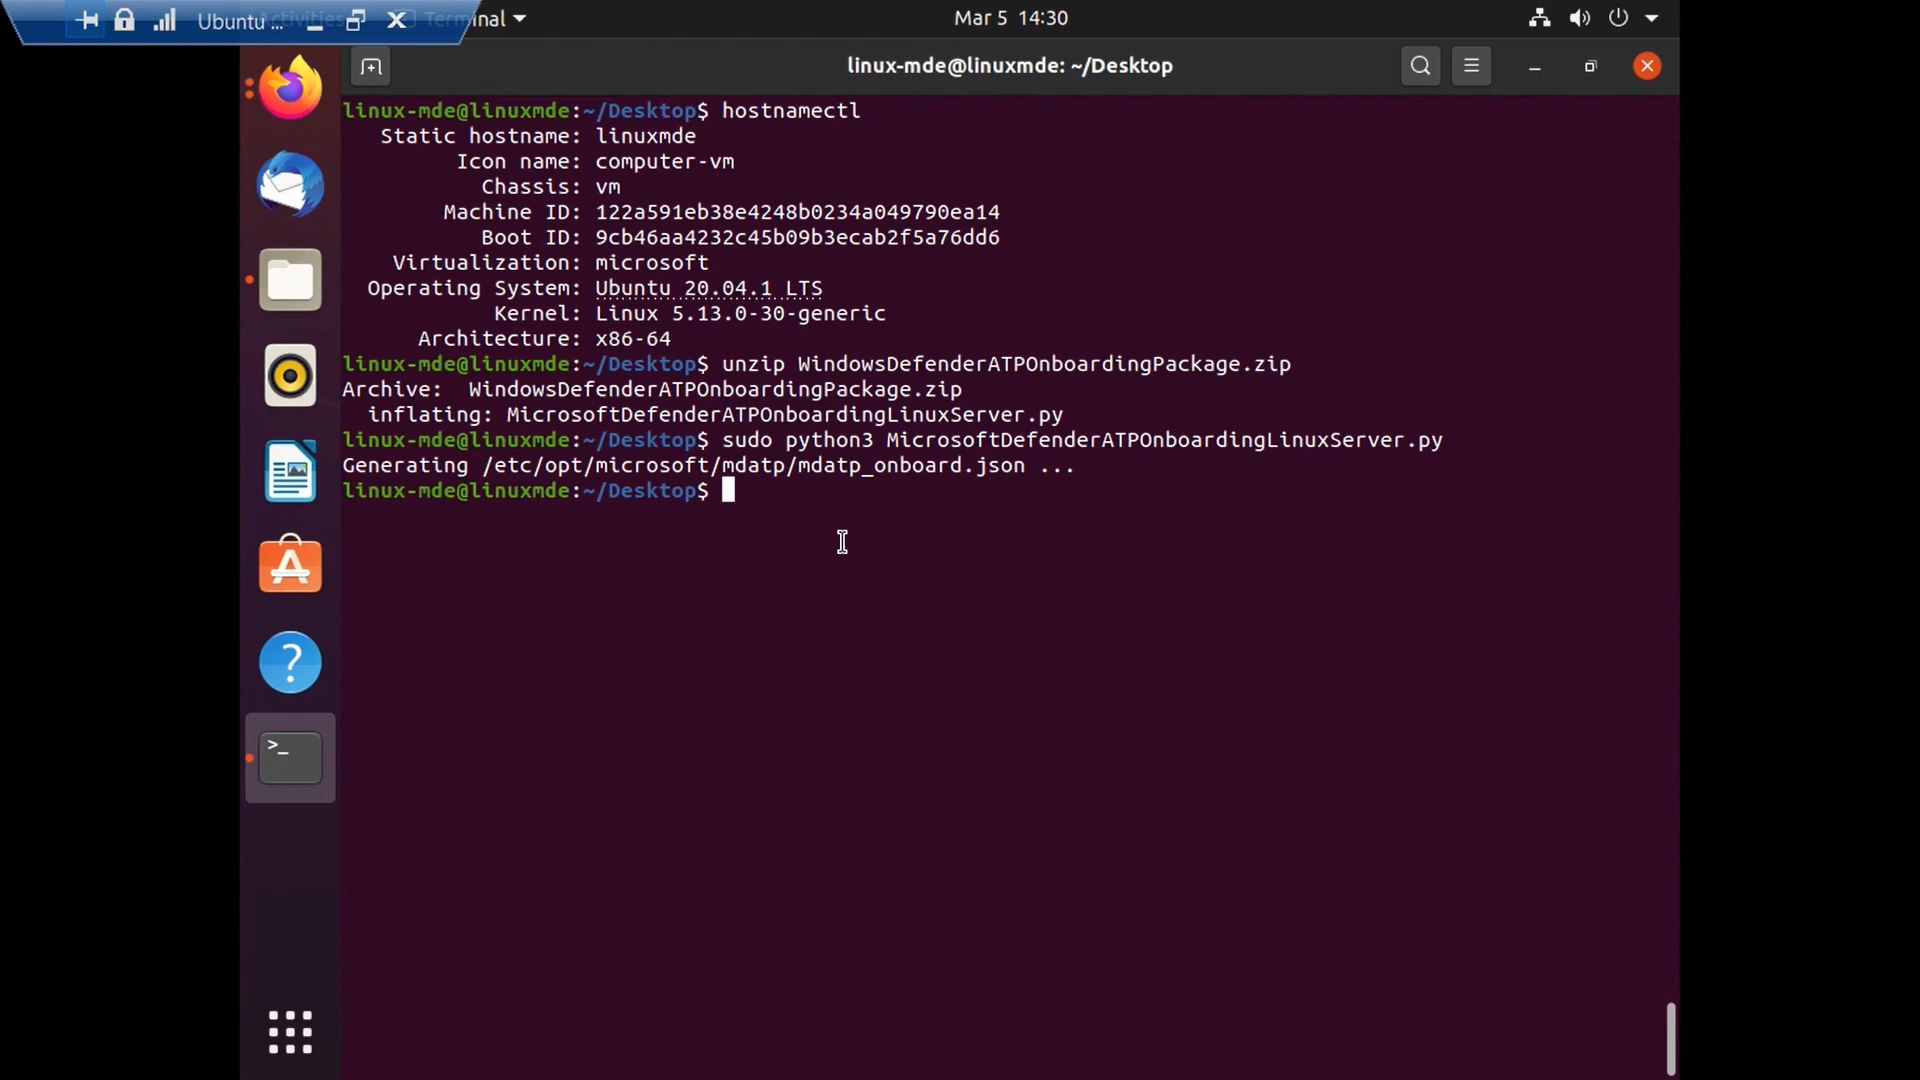 Ubuntu ...
Activities
Terminal
Mar 5 14:30
linux-mde@linuxmde: ~/Desktop
linux-mde@linuxmde:~/Desktop$ hostnamectl
Static hostname: linuxmde
Icon name: computer-vm
Chassis: vm
Machine ID: 122a591eb38e4248b0234a049790ea14
Boot ID: 9cb46aa4232c45b09b3ecab2f5a76dd6
Virtualization: microsoft
Operating System: Ubuntu 20.04.1 LTS
Kernel: Linux 5.13.0-30-generic
Architecture: x86-64
linux-mde@linuxmde:~/Desktop$ unzip WindowsDefenderATPOnboardingPackage.zip
Archive:  WindowsDefenderATPOnboardingPackage.zip
inflating: MicrosoftDefenderATPOnboardingLinuxServer.py
linux-mde@linuxmde:~/Desktop$ sudo python3 MicrosoftDefenderATPOnboardingLinuxServer.py
Generating /etc/opt/microsoft/mdatp/mdatp_onboard.json ...
linux-mde@linuxmde:~/Desktop$